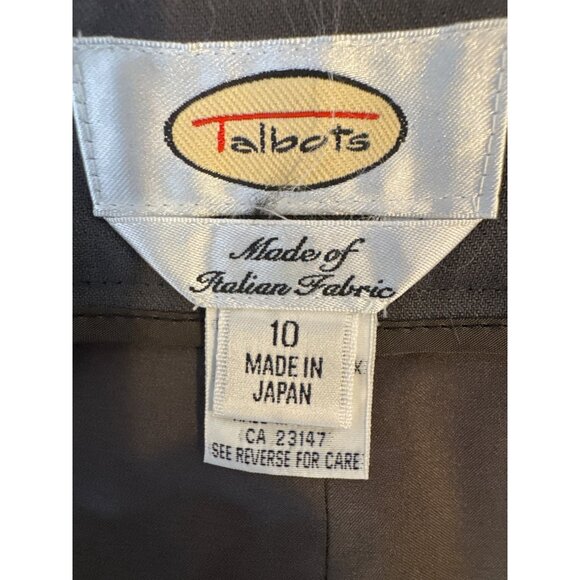 Talbots
Made of
Italian Fabric
10
MADE IN
JAPAN
X
CA 23147
SEE REVERSE FOR CARE